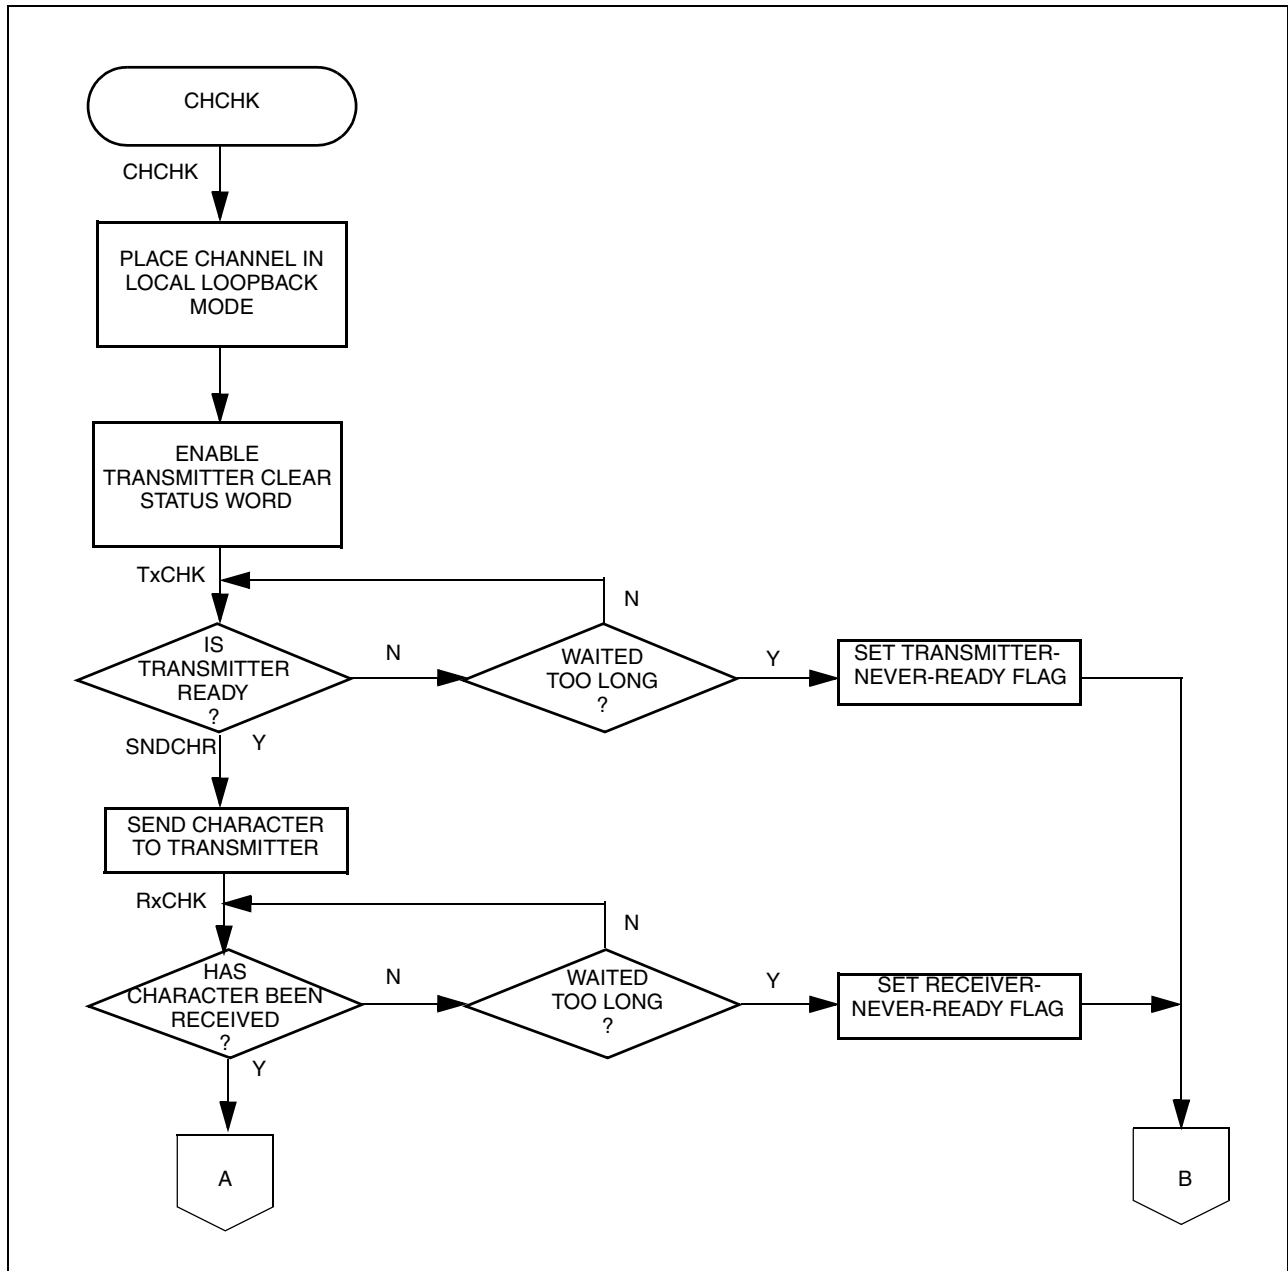 CHCHK
CHCHK
PLACE CHANNEL IN
LOCAL LOOPBACK
MODE
ENABLE
TRANSMITTER CLEAR
STATUS WORD
TxCHK
N
IS
TRANSMITTER
READY
?
N
WAITED
TOO LONG
?
Y
SET TRANSMITTER-
NEVER-READY FLAG
SNDCHR
Y
SEND CHARACTER
TO TRANSMITTER
RxCHK
N
HAS
CHARACTER BEEN
RECEIVED
?
N
WAITED
TOO LONG
?
Y
SET RECEIVER-
NEVER-READY FLAG
Y
A
B